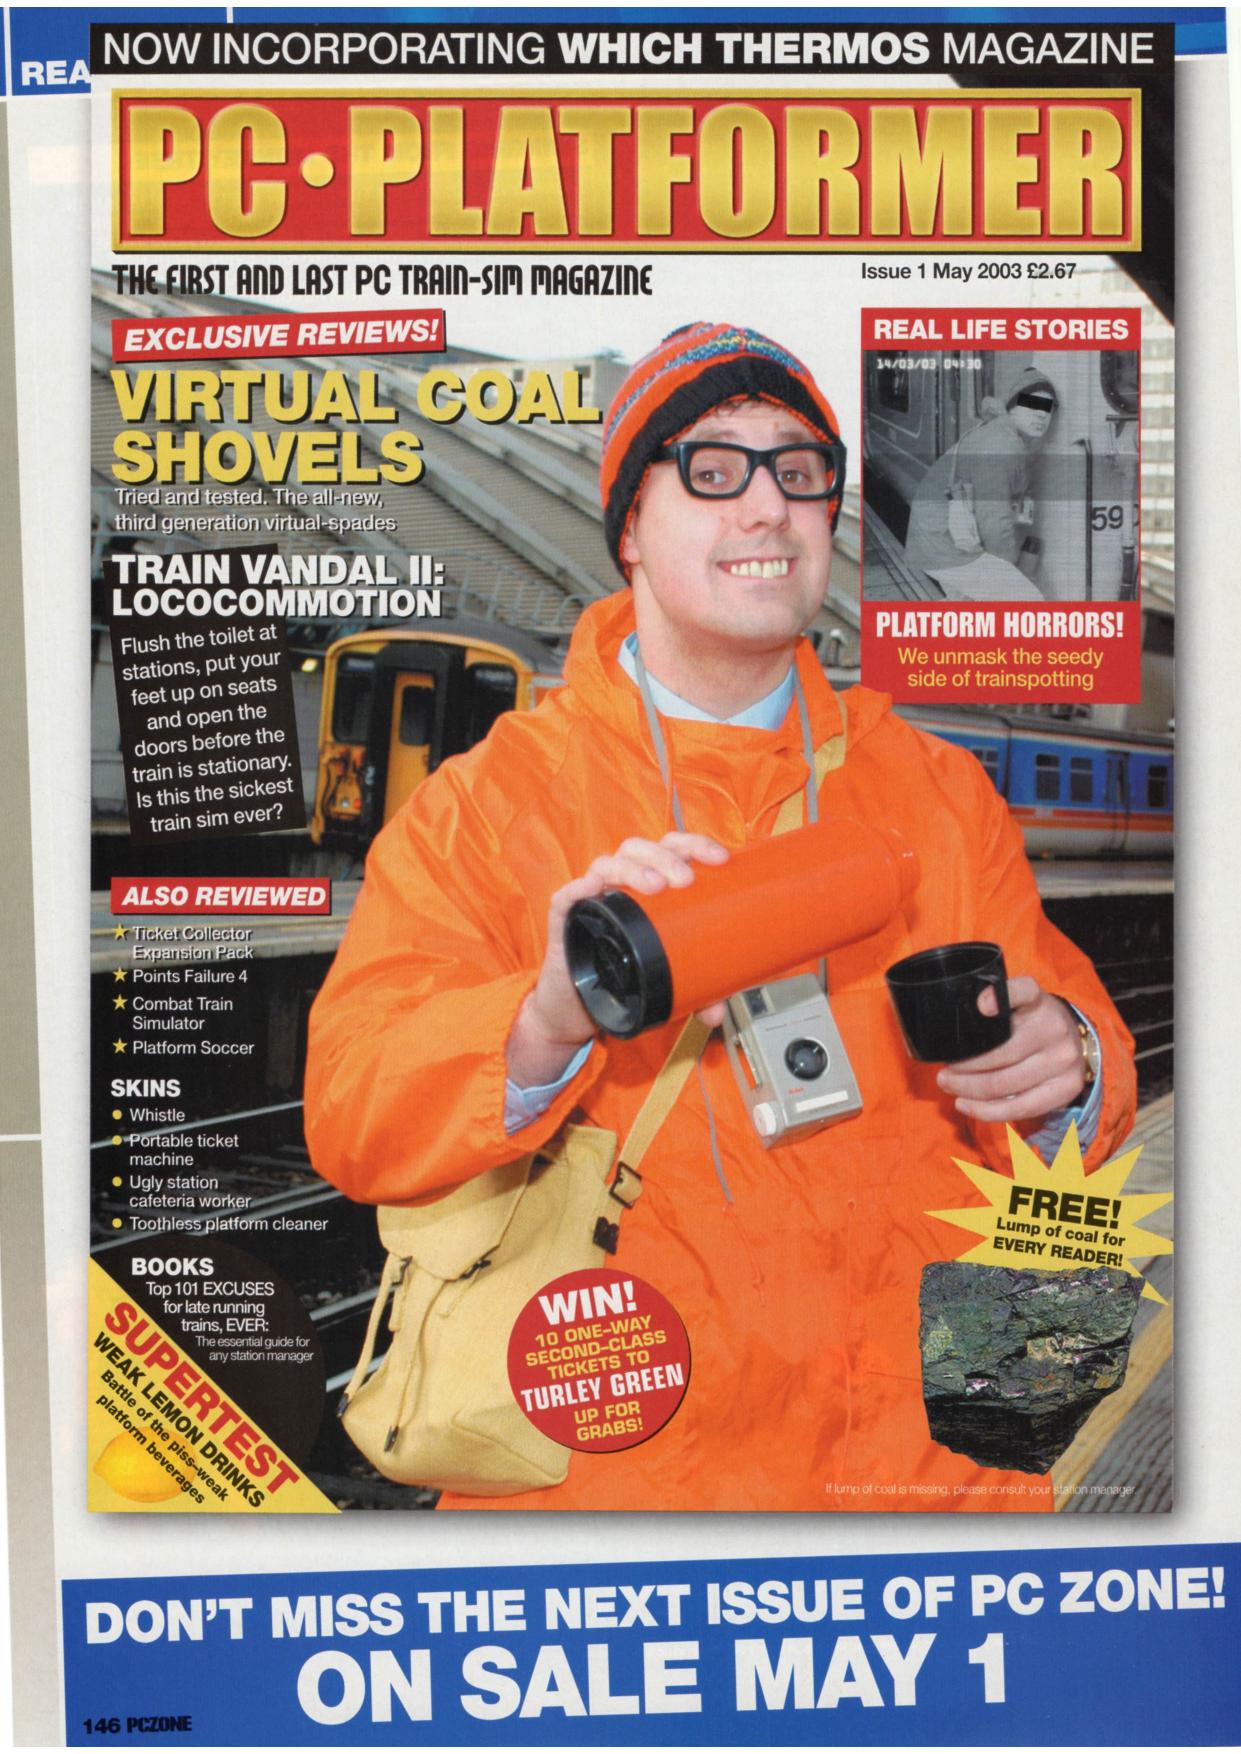 REA
NOW INCORPORATING WHICH THERMOS MAGAZINE
PC•PLATFORMER
THE FIRST AND LAST PC TRAIN-SIM MAGAZINE
Issue 1 May 2003 £2.67
EXCLUSIVE REVIEWS!
VIRTUAL COAL
SHOVELS
Tried and tested. The all-new,
third generation virtual-spades
TRAIN VANDAL II:
LOCOCOMMOTION
Flush the toilet at
stations, put your
feet up on seats
and open the
doors before the
train is stationary.
Is this the sickest
train sim ever?
REAL LIFE STORIES
14/03/03 04:30
59
PLATFORM HORRORS!
We unmask the seedy
side of trainspotting
ALSO REVIEWED
★ Ticket Collector
Expansion Pack
★ Points Failure 4
★ Combat Train
Simulator
★ Platform Soccer
SKINS
• Whistle
• Portable ticket
machine
• Ugly station
cafeteria worker
• Toothless platform cleaner
BOOKS
Top 101 EXCUSES
for late running
trains, EVER:
The essential guide for
any station manager
SUPERTEST
WEAK LEMON DRINKS
Battle of the piss-weak
platform beverages
WIN!
10 ONE-WAY
SECOND-CLASS
TICKETS TO
TURLEY GREEN
UP FOR
GRABS!
FREE!
Lump of coal for
EVERY READER!
If lump of coal is missing, please consult your station manager.
DON'T MISS THE NEXT ISSUE OF PC ZONE!
ON SALE MAY 1
146 PCZONE